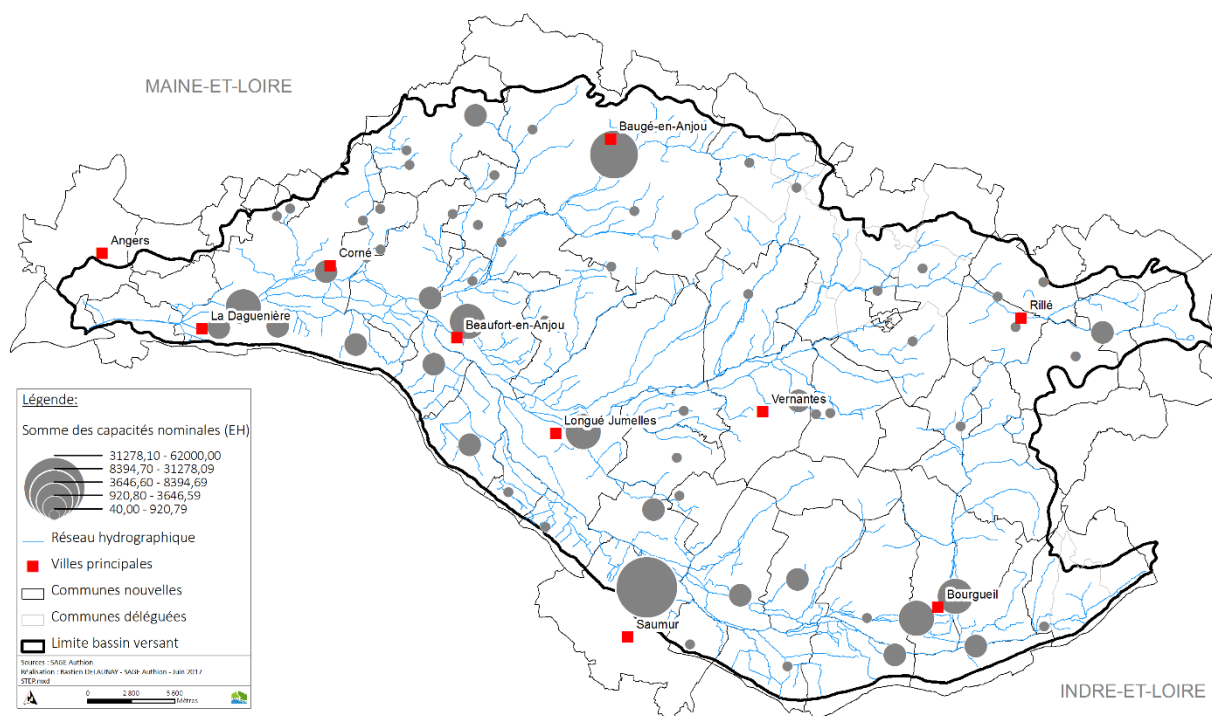 MAINE-ET-LOIRE
Baugé-en-Anjou
Angers
Corné
Rillé
La Daguenière
Beaufort-en-Anjou
Vernantes
Longué Jumelles
Bourgueil
Saumur
INDRE-ET-LOIRE
Légende:
Somme des capacités nominales (EH)
31278,10 - 62000,00
8394,70 - 31278,09
3646,60 - 8394,69
920,80 - 3646,59
40,00 - 920,79
Réseau hydrographique
Villes principales
Communes nouvelles
Communes déléguées
Limite bassin versant
Sources : SAGE Authion
Réalisation : Bastien DELAUNAY - SAGE Authion - Juin 2017
STEP.mxd
0 2 800 5 600
Mètres